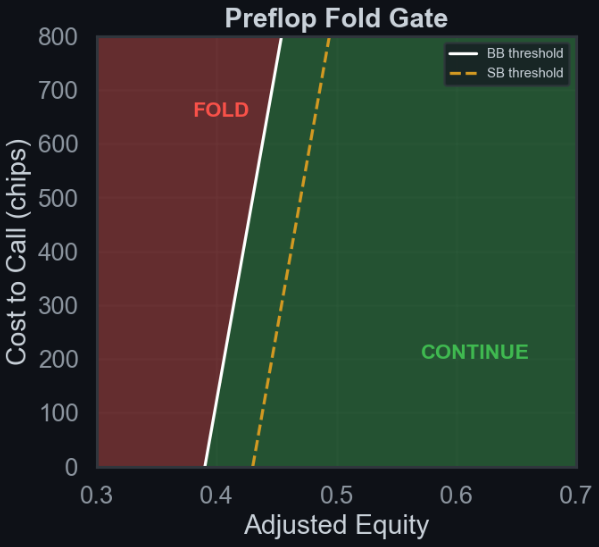 Preflop Fold Gate
800
700
600
500
400
300
200
100
0
Cost to Call (chips)
BB threshold
SB threshold
FOLD
CONTINUE
0.3 0.4 0.5 0.6 0.7
Adjusted Equity